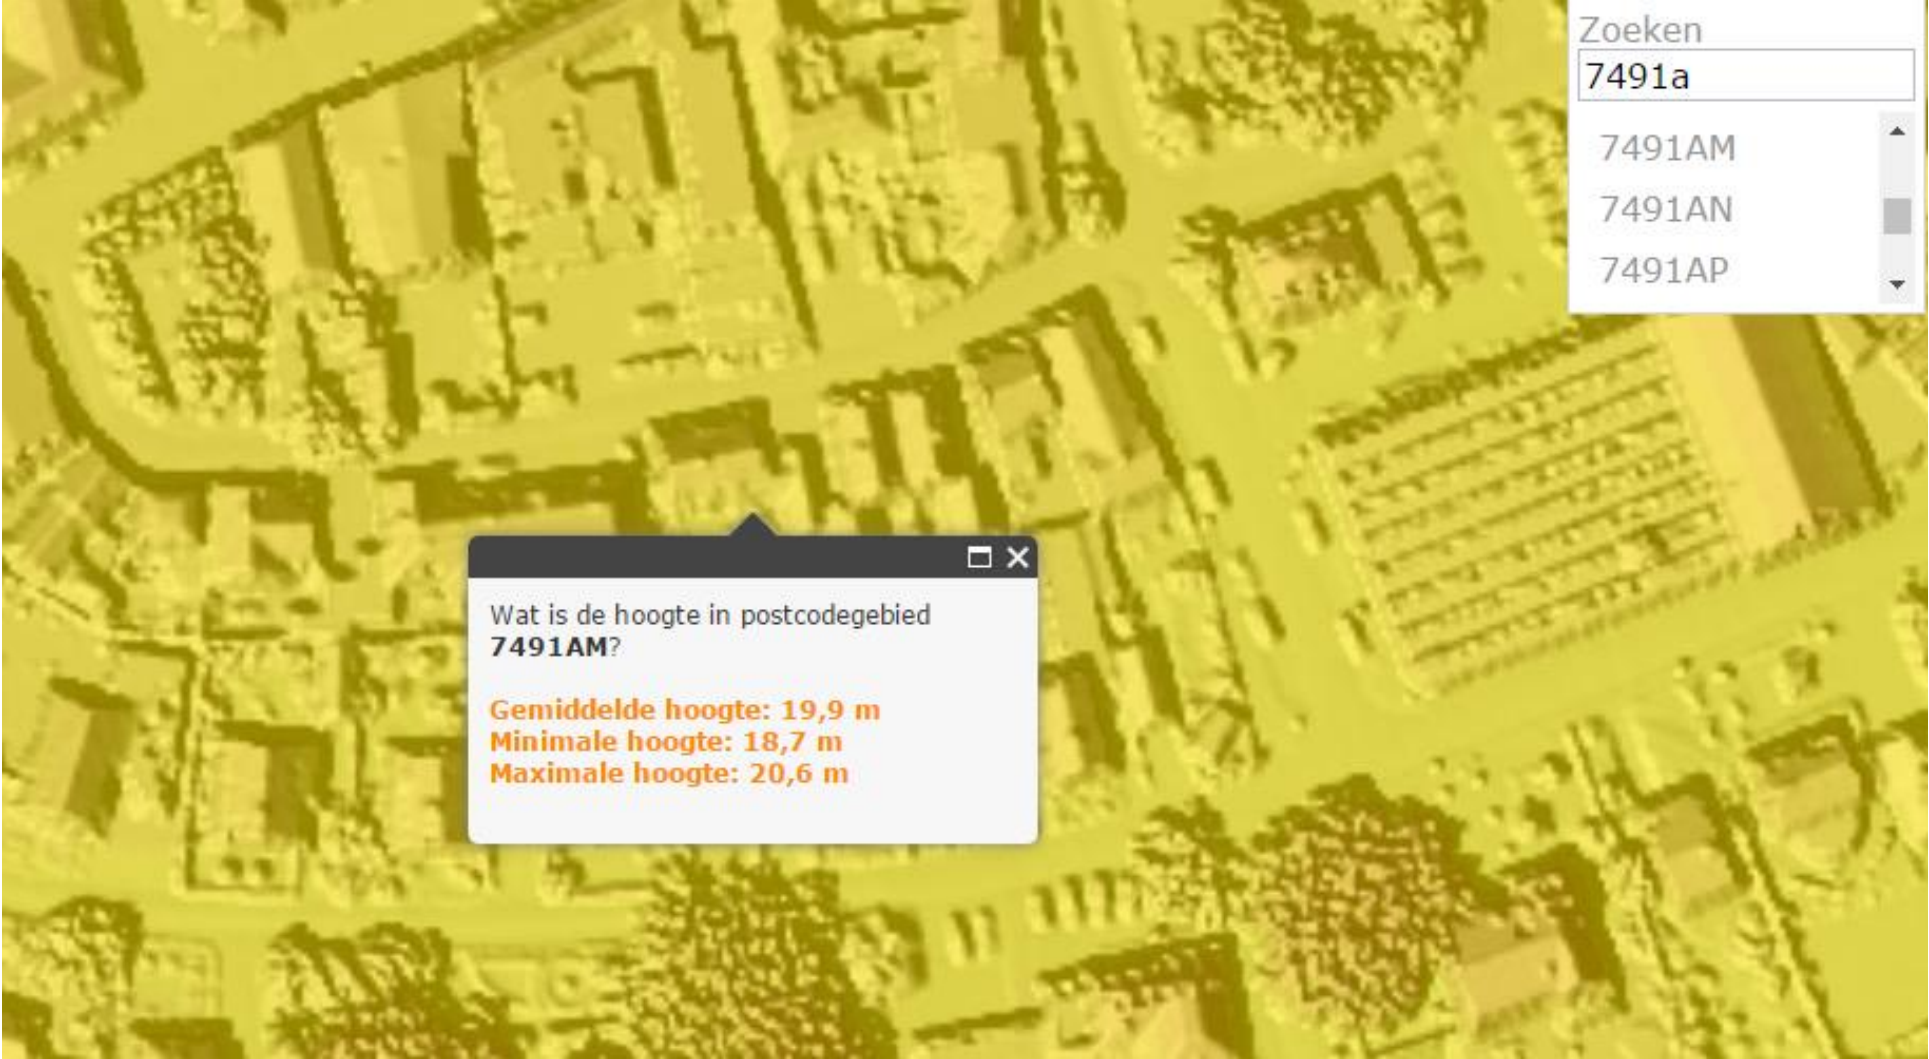 Zoeken
7491a
7491AM
7491AN
7491AP
Wat is de hoogte in postcodegebied
7491AM?
Gemiddelde hoogte: 19,9 m
Minimale hoogte: 18,7 m
Maximale hoogte: 20,6 m